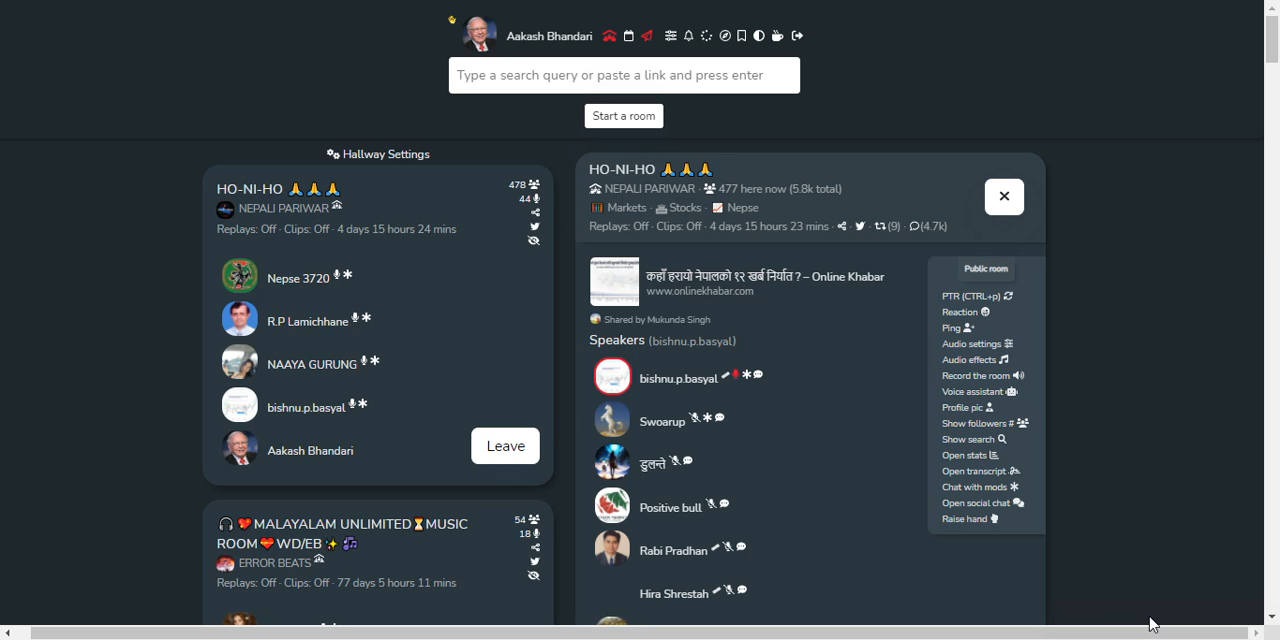 Aakash Bhandari
Type a search query or paste a link and press enter
Start a room
Hallway Settings
HO-NI-HO 🙏 🙏 🙏
478
NEPALI PARIWAR
44
Replays: Off · Clips: Off · 4 days 15 hours 24 mins
Nepse 3720
R.P Lamichhane
NAAYA GURUNG
bishnu.p.basyal
Aakash Bhandari
Leave
🎧 💖MALAYALAM UNLIMITED⏳MUSIC
ROOM 💝WD/EB ✨ 🎶
54
18
ERROR BEATS
Replays: Off · Clips: Off · 77 days 5 hours 11 mins
HO-NI-HO 🙏 🙏 🙏
NEPALI PARIWAR · 477 here now (5.8k total)
Markets · Stocks · Nepse
Replays: Off · Clips: Off · 4 days 15 hours 23 mins · (9) · (4.7k)
कहाँ हरायो नेपालको १२ खर्ब निर्यात ? – Online Khabar
www.onlinekhabar.com
Shared by Mukunda Singh
Speakers (bishnu.p.basyal)
bishnu.p.basyal
Swoarup
डुलन्ते
Positive bull
Rabi Pradhan
Hira Shrestah
Public room
PTR (CTRL+p)
Reaction
Ping
Audio settings
Audio effects
Record the room
Voice assistant
Profile pic
Show followers #
Show search
Open stats
Open transcript
Chat with mods
Open social chat
Raise hand